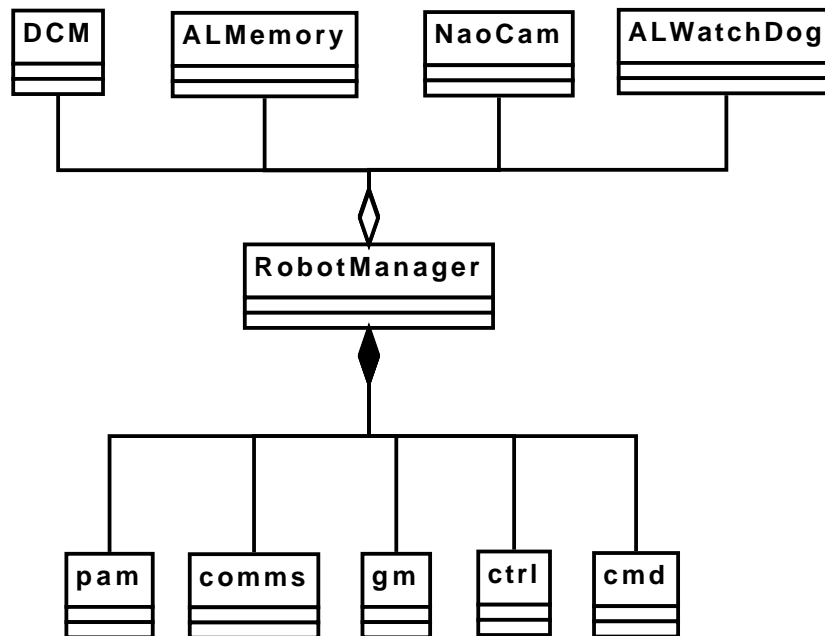 DCM
ALMemory
NaoCam
ALWatchDog
RobotManager
pam
comms
gm
ctrl
cmd